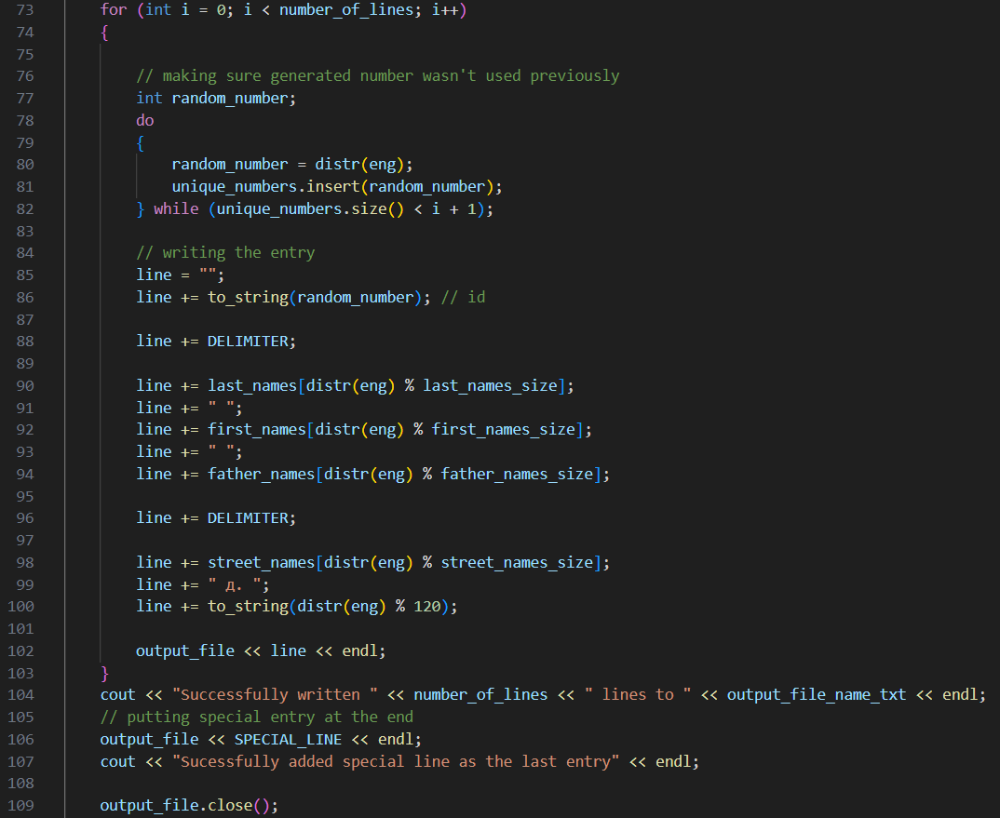 73 for (int i = 0; i < number_of_lines; i++)
74 {
75
76 // making sure generated number wasn't used previously
77 int random_number;
78 do
79 {
80 random_number = distr(eng);
81 unique_numbers.insert(random_number);
82 } while (unique_numbers.size() < i + 1);
83
84 // writing the entry
85 line = "";
86 line += to_string(random_number); // id
87
88 line += DELIMITER;
89
90 line += last_names[distr(eng) % last_names_size];
91 line += " ";
92 line += first_names[distr(eng) % first_names_size];
93 line += " ";
94 line += father_names[distr(eng) % father_names_size];
95
96 line += DELIMITER;
97
98 line += street_names[distr(eng) % street_names_size];
99 line += " д. ";
100 line += to_string(distr(eng) % 120);
101
102 output_file << line << endl;
103 }
104 cout << "Successfully written " << number_of_lines << " lines to " << output_file_name_txt << endl;
105 // putting special entry at the end
106 output_file << SPECIAL_LINE << endl;
107 cout << "Sucessfully added special line as the last entry" << endl;
108
109 output_file.close();